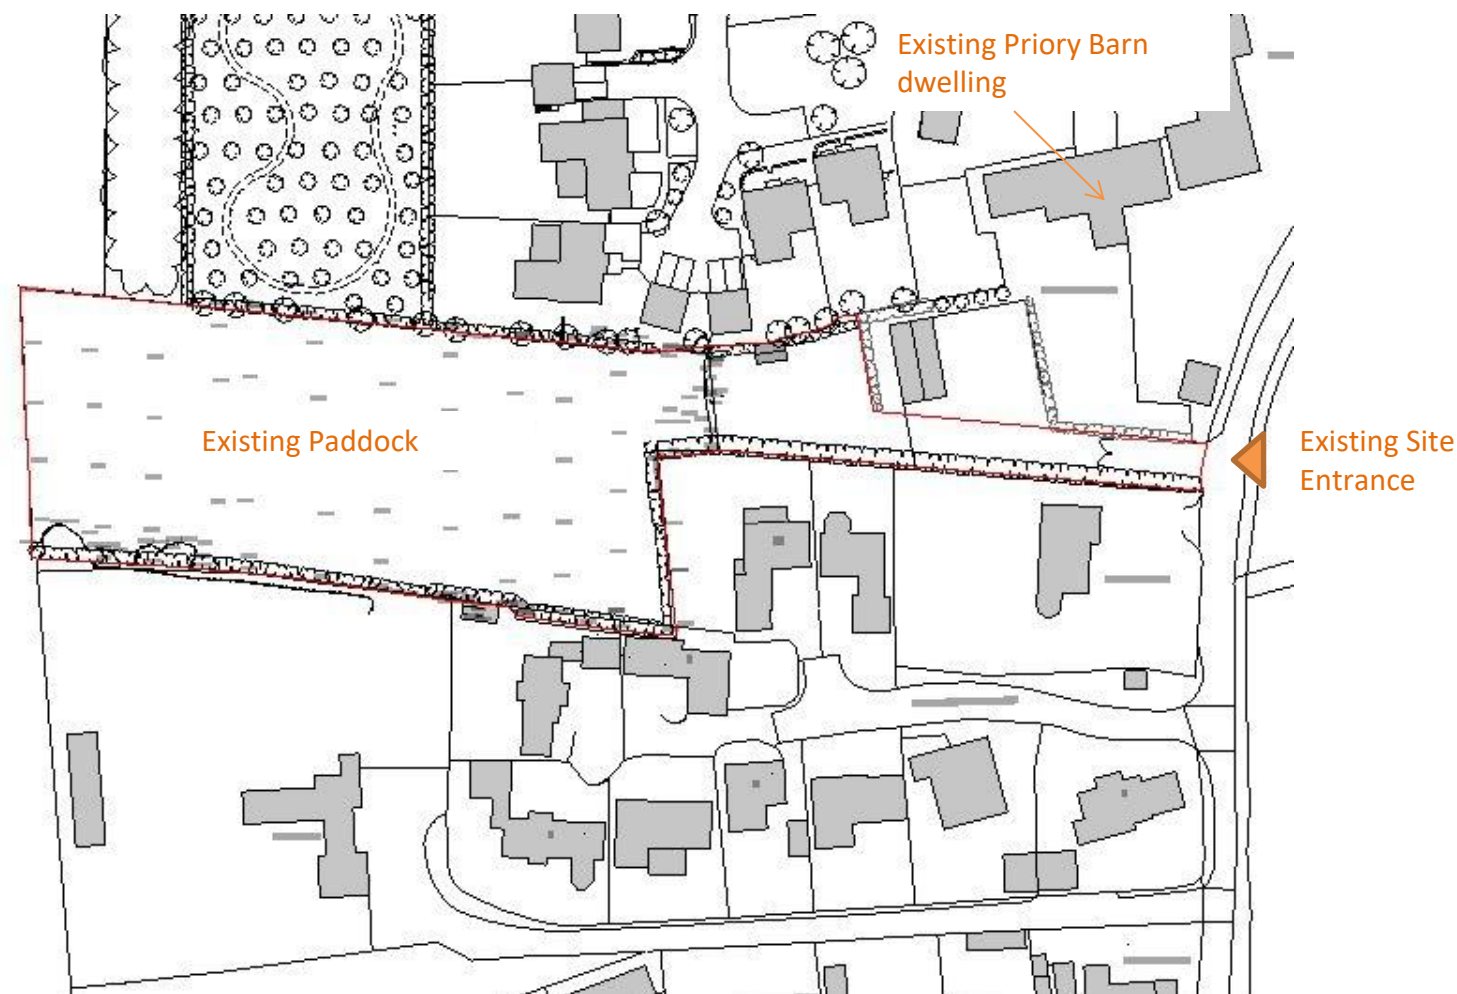 Existing Priory Barn
dwelling
Existing Paddock
Existing Site
Entrance